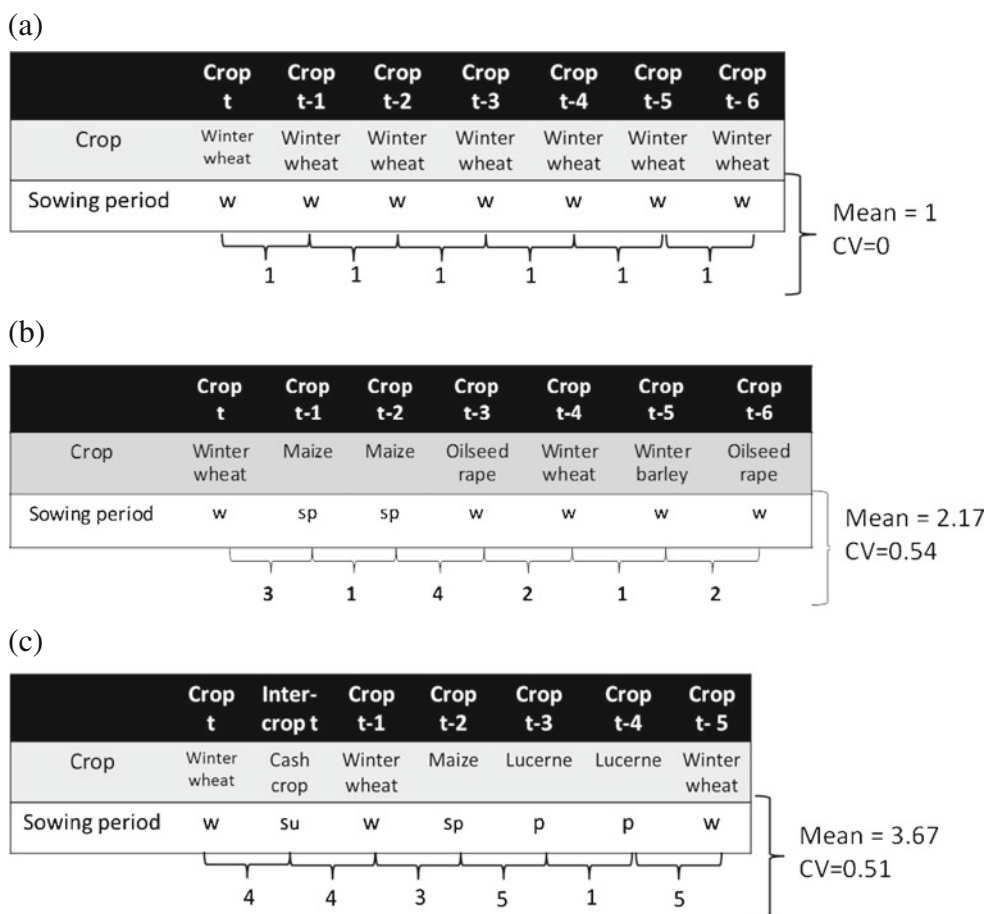 (a)
Crop t Crop t-1 Crop t-2 Crop t-3 Crop t-4 Crop t-5 Crop t- 6
Crop Winter wheat Winter wheat Winter wheat Winter wheat Winter wheat Winter wheat Winter wheat
Sowing period w w w w w w w
1 1 1 1 1 1
Mean = 1
CV=0
(b)
Crop t Crop t-1 Crop t-2 Crop t-3 Crop t-4 Crop t-5 Crop t-6
Crop Winter wheat Maize Maize Oilseed rape Winter wheat Winter barley Oilseed rape
Sowing period w sp sp w w w w
3 1 4 2 1 2
Mean = 2.17
CV=0.54
(c)
Crop t Inter-crop t Crop t-1 Crop t-2 Crop t-3 Crop t-4 Crop t- 5
Crop Winter wheat Cash crop Winter wheat Maize Lucerne Lucerne Winter wheat
Sowing period w su w sp p p w
4 4 3 5 1 5
Mean = 3.67
CV=0.51